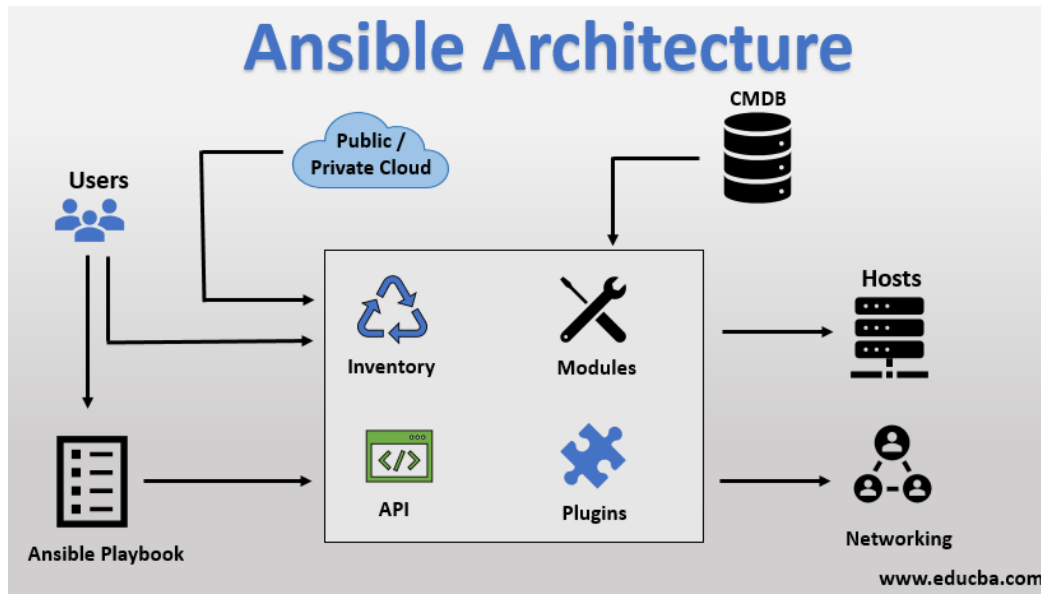 Ansible Architecture
CMDB
Public /
Private Cloud
Users
Hosts
Inventory
Modules
API
Plugins
Ansible Playbook
Networking
www.educba.com